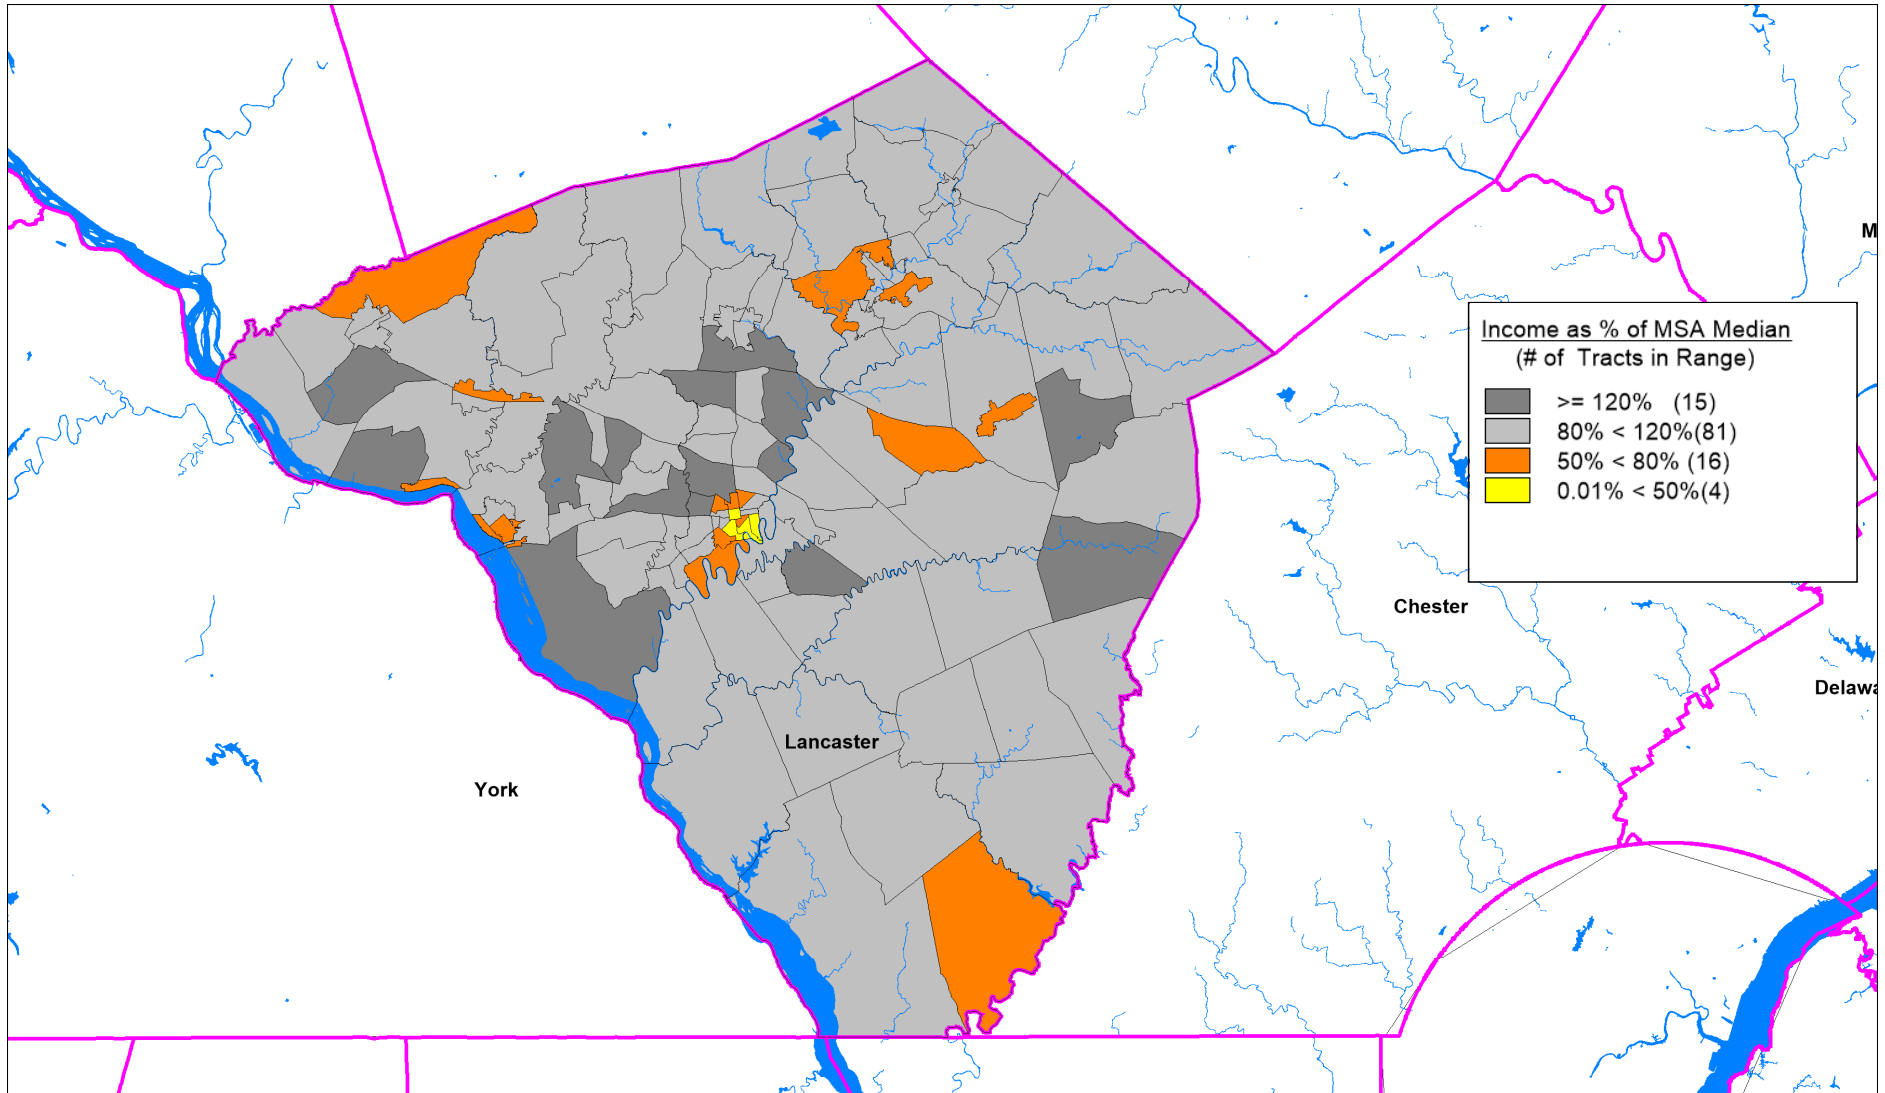 M
Income as % of MSA Median
(# of Tracts in Range)
>= 120% (15)
80% < 120%(81)
50% < 80% (16)
0.01% < 50%(4)
Chester
Delawa
Lancaster
York